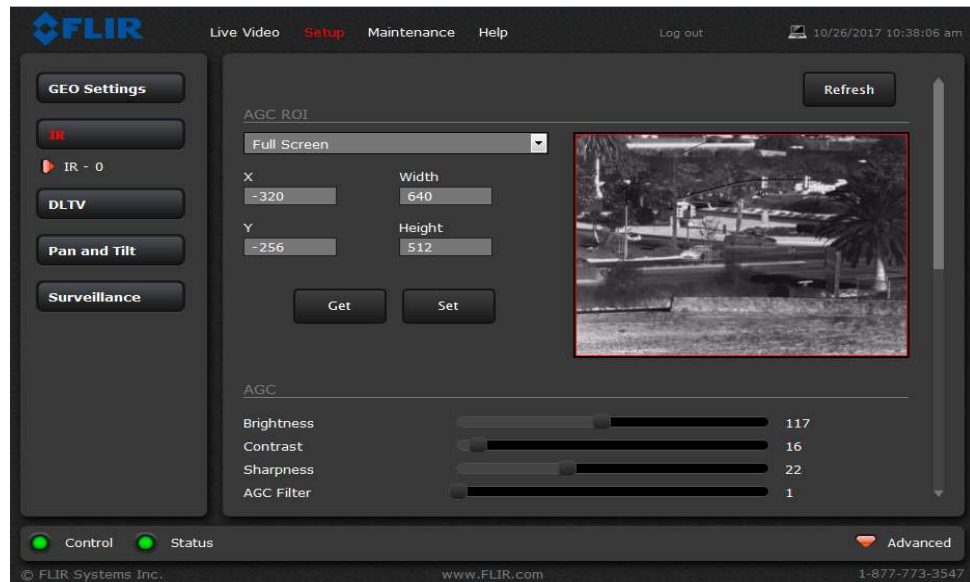 FLIR
Live Video Setup Maintenance Help Log out 10/26/2017 10:38:06 am
GEO Settings
IR
IR - 0
DLTV
Pan and Tilt
Surveillance
Refresh
AGC ROI
Full Screen
X Width
-320 640
Y Height
-256 512
Get Set
AGC
Brightness 117
Contrast 16
Sharpness 22
AGC Filter 1
Control Status Advanced
© FLIR Systems Inc. www.FLIR.com 1-877-773-3547